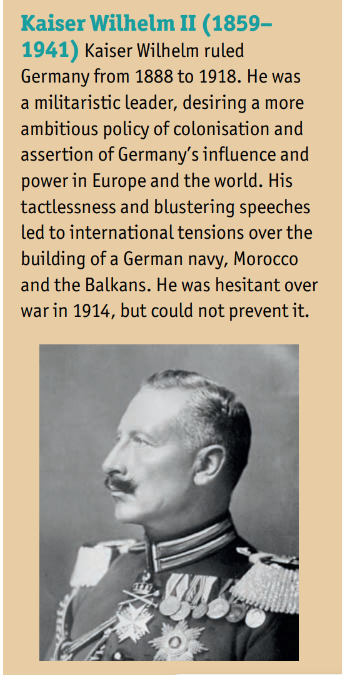 Kaiser Wilhelm II (1859–
1941) Kaiser Wilhelm ruled
Germany from 1888 to 1918. He was
a militaristic leader, desiring a more
ambitious policy of colonisation and
assertion of Germany’s influence and
power in Europe and the world. His
tactlessness and blustering speeches
led to international tensions over the
building of a German navy, Morocco
and the Balkans. He was hesitant over
war in 1914, but could not prevent it.